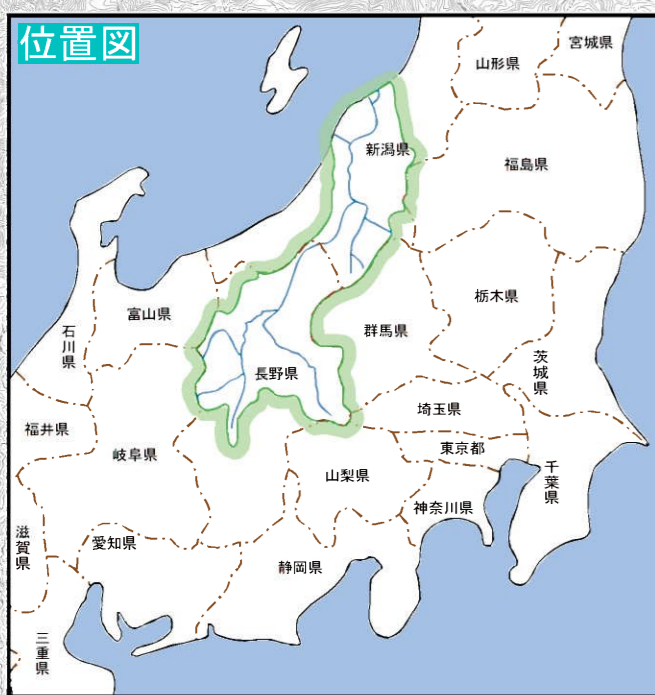 位置図
宮城県
山形県
新潟県
福島県
栃木県
富山県
群馬県
石川県
茨城県
長野県
埼玉県
福井県
岐阜県
東京都
山梨県
千葉県
神奈川県
滋賀県
愛知県
静岡県
三重県